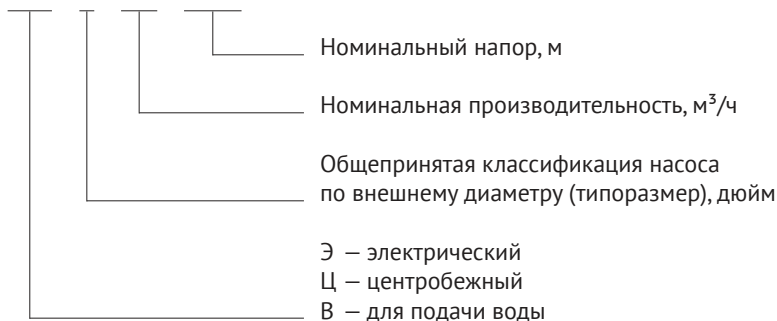 Номинальный напор, м
Номинальная производительность, м³/ч
Общепринятая классификация насоса
по внешнему диаметру (типоразмер), дюйм
Э – электрический
Ц – центробежный
В – для подачи воды